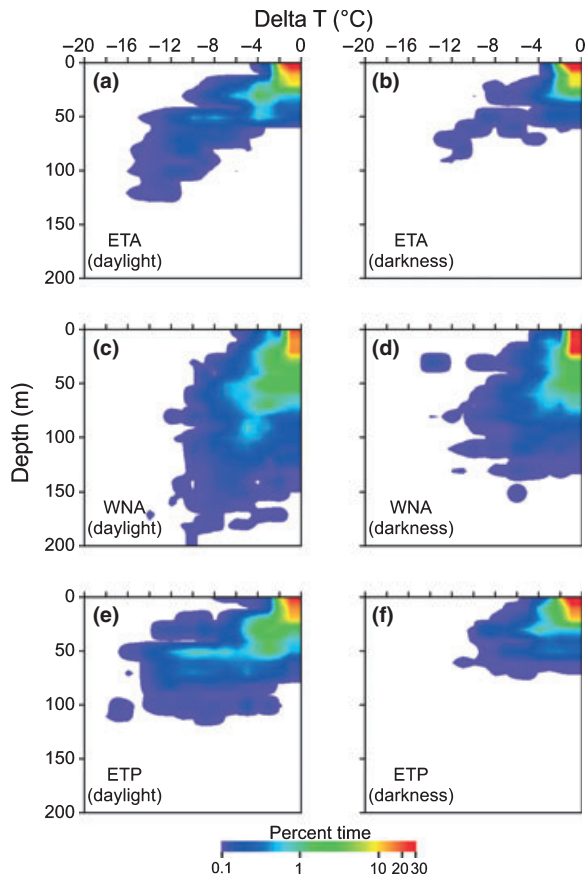 Delta T (°C)
−20 −16 −12 −8 −4 0 −20 −16 −12 −8 −4 0
0
50
100
150
200
(a)
ETA
(daylight)
(b)
ETA
(darkness)
Depth (m)
0
50
100
150
200
(c)
WNA
(daylight)
(d)
WNA
(darkness)
0
50
100
150
200
(e)
ETP
(daylight)
(f)
ETP
(darkness)
Percent time
0.1 1 10 20 30